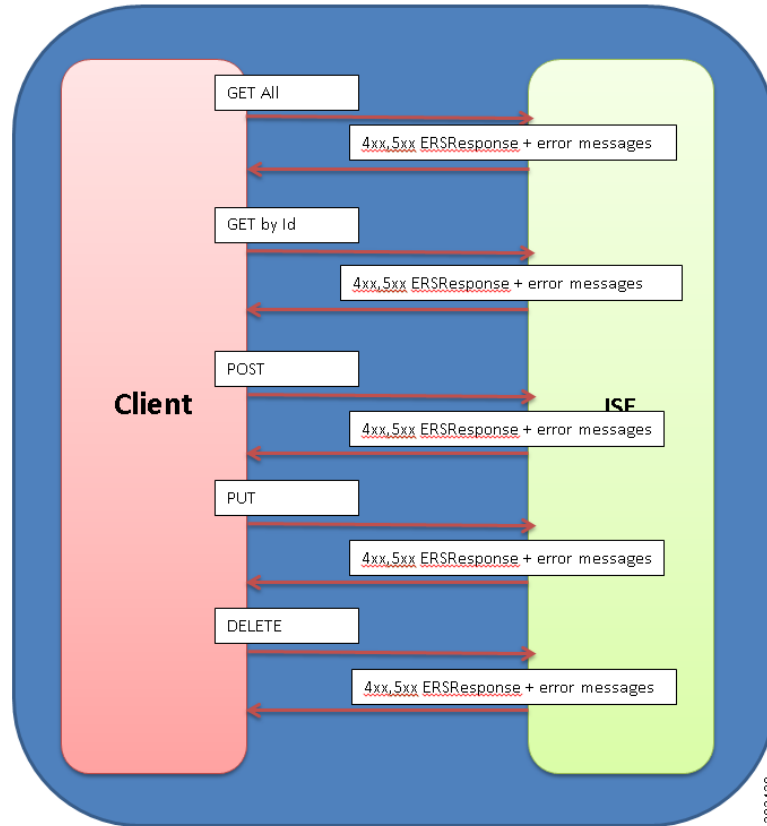 GET All
4xx,5xx ERSResponse + error messages
GET by Id
4xx,5xx ERSResponse + error messages
POST
Client
ISE
4xx,5xx ERSResponse + error messages
PUT
4xx,5xx ERSResponse + error messages
DELETE
4xx,5xx ERSResponse + error messages